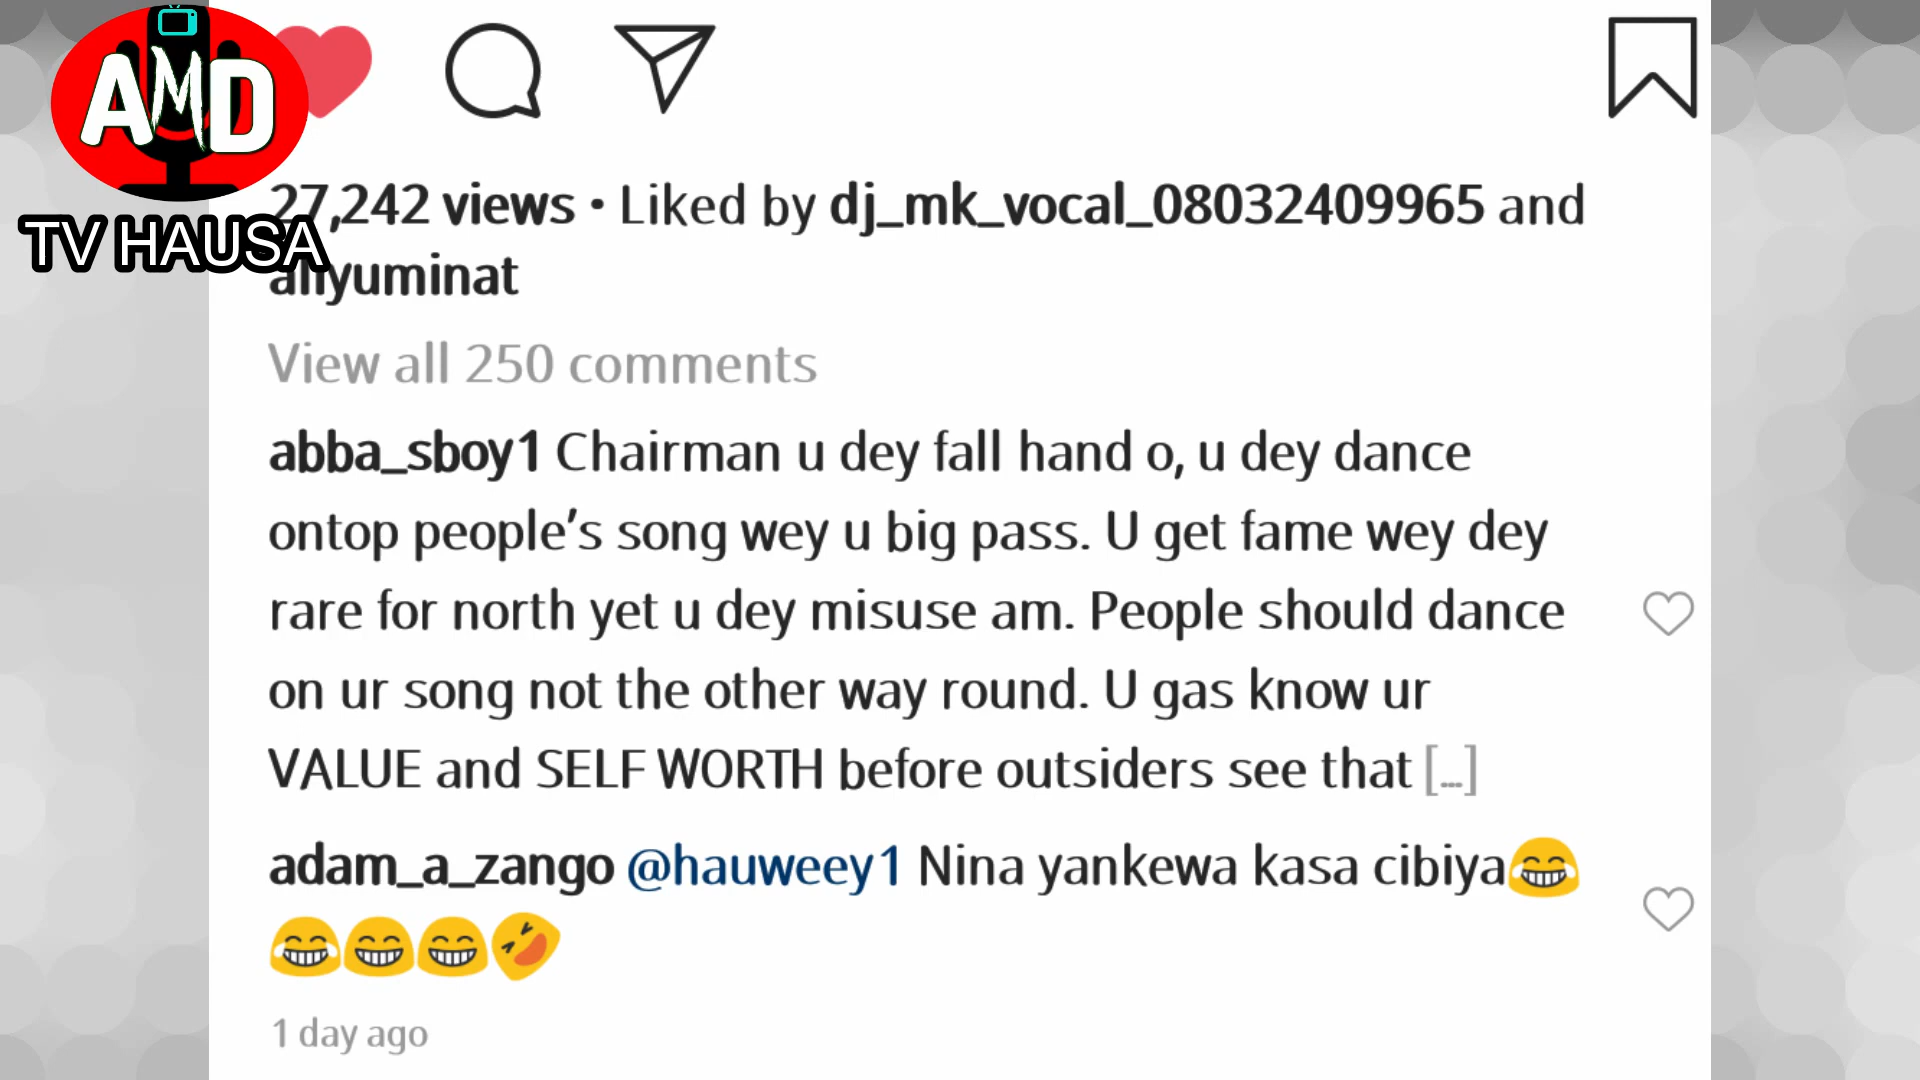 AMD
TV HAUSA
27,242 views • Liked by dj_mk_vocal_08032409965 and
aliyuminat
View all 250 comments
abba_sboy1 Chairman u dey fall hand o, u dey dance
ontop people's song wey u big pass. U get fame wey dey
rare for north yet u dey misuse am. People should dance
on ur song not the other way round. U gas know ur
VALUE and SELF WORTH before outsiders see that [...]
adam_a_zango @hauweey1 Nina yankewa kasa cibiya😂
😂😁😁🤣
1 day ago